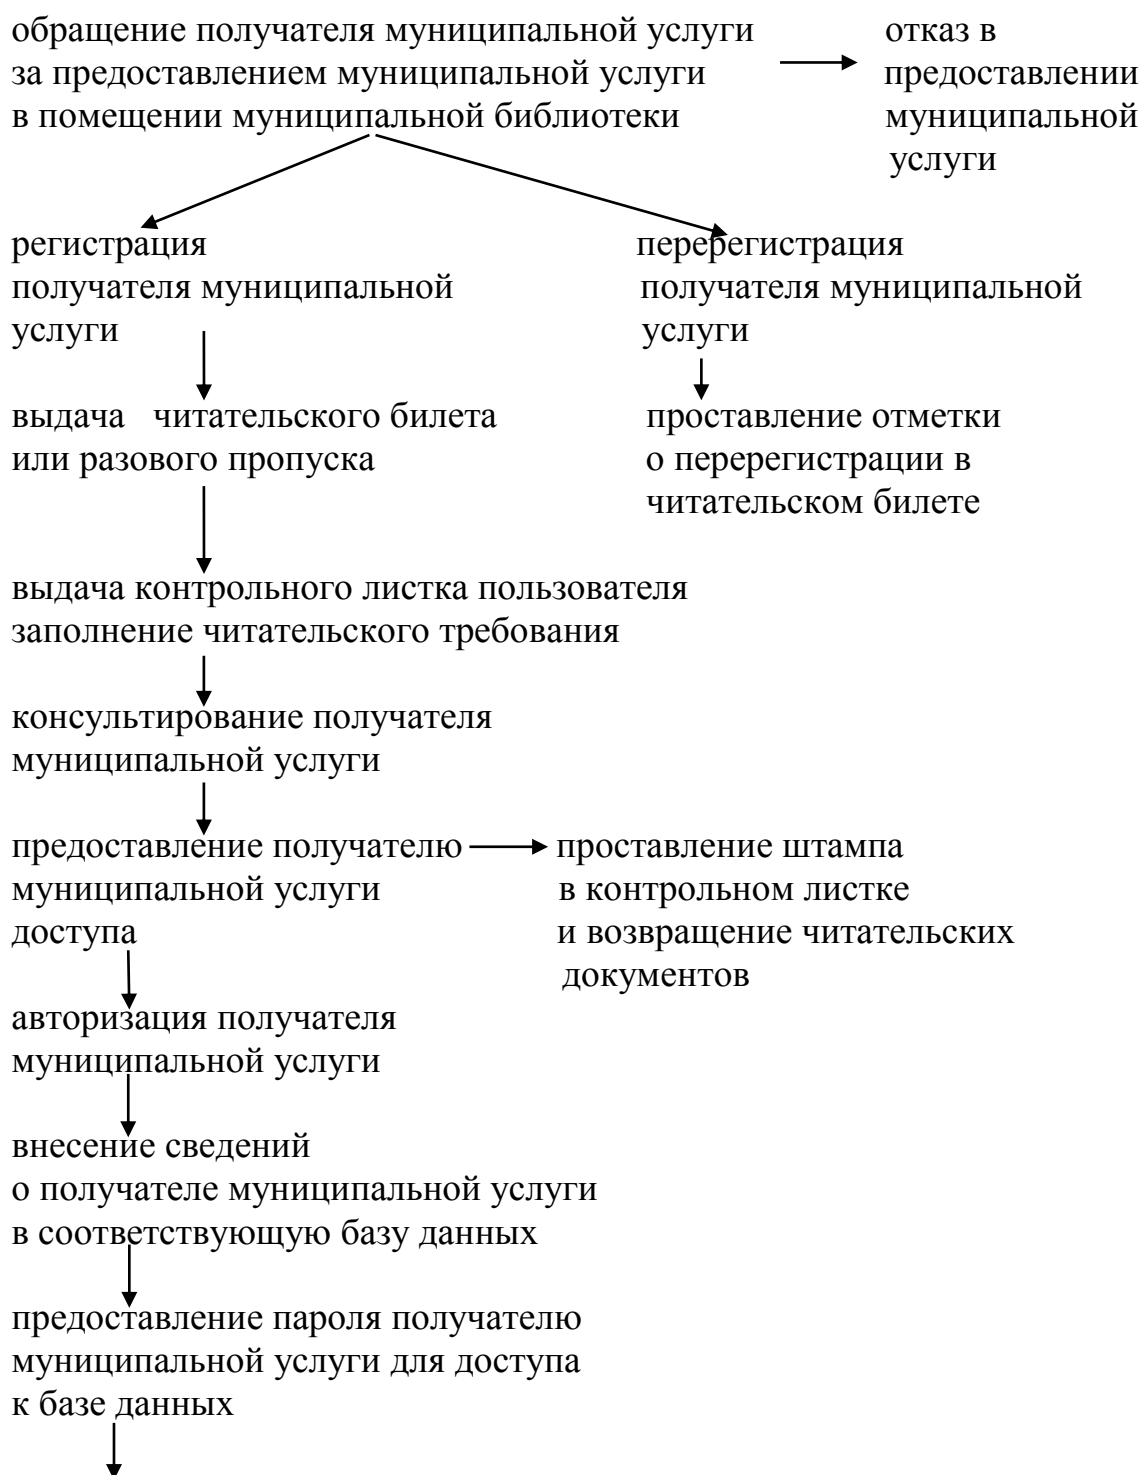 обращение получателя муниципальной услуги
за предоставлением муниципальной услуги
в помещении муниципальной библиотеки
отказ в
предоставлении
муниципальной
услуги
регистрация
получателя муниципальной
услуги
перерегистрация
получателя муниципальной
услуги
выдача читательского билета
или разового пропуска
проставление отметки
о перерегистрации в
читательском билете
выдача контрольного листка пользователя
заполнение читательского требования
консультирование получателя
муниципальной услуги
предоставление получателю
муниципальной услуги
доступа
проставление штампа
в контрольном листке
и возвращение читательских
документов
авторизация получателя
муниципальной услуги
внесение сведений
о получателе муниципальной услуги
в соответствующую базу данных
предоставление пароля получателю
муниципальной услуги для доступа
к базе данных